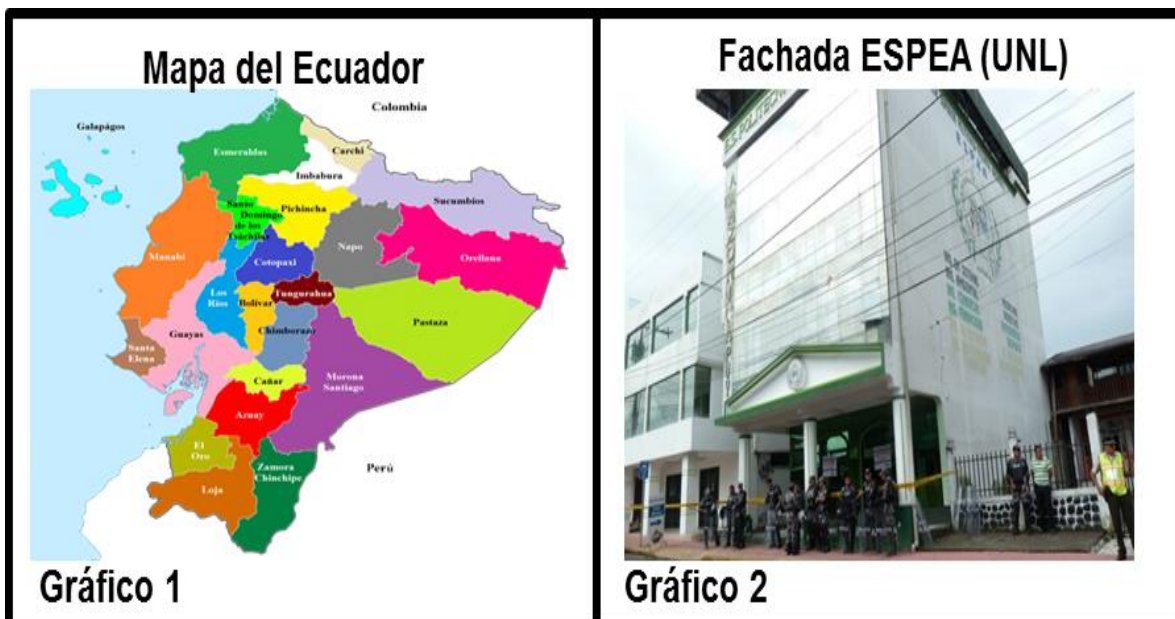 Mapa del Ecuador
Colombia
Galapágos
Esmeraldas
Carchi
Imbabura
Sucumbios
Santo
Domingo
de los
Tsáchilas
Pichincha
Napo
Orellana
Manabí
Cotopaxi
Los
Ríos
Bolívar
Tungurahua
Pastaza
Guayas
Chimborazo
Santa
Elena
Cañar
Morona
Santiago
Azuay
El
Oro
Zamora
Chinchipe
Perú
Loja
Gráfico 1
Fachada ESPEA (UNL)
Gráfico 2